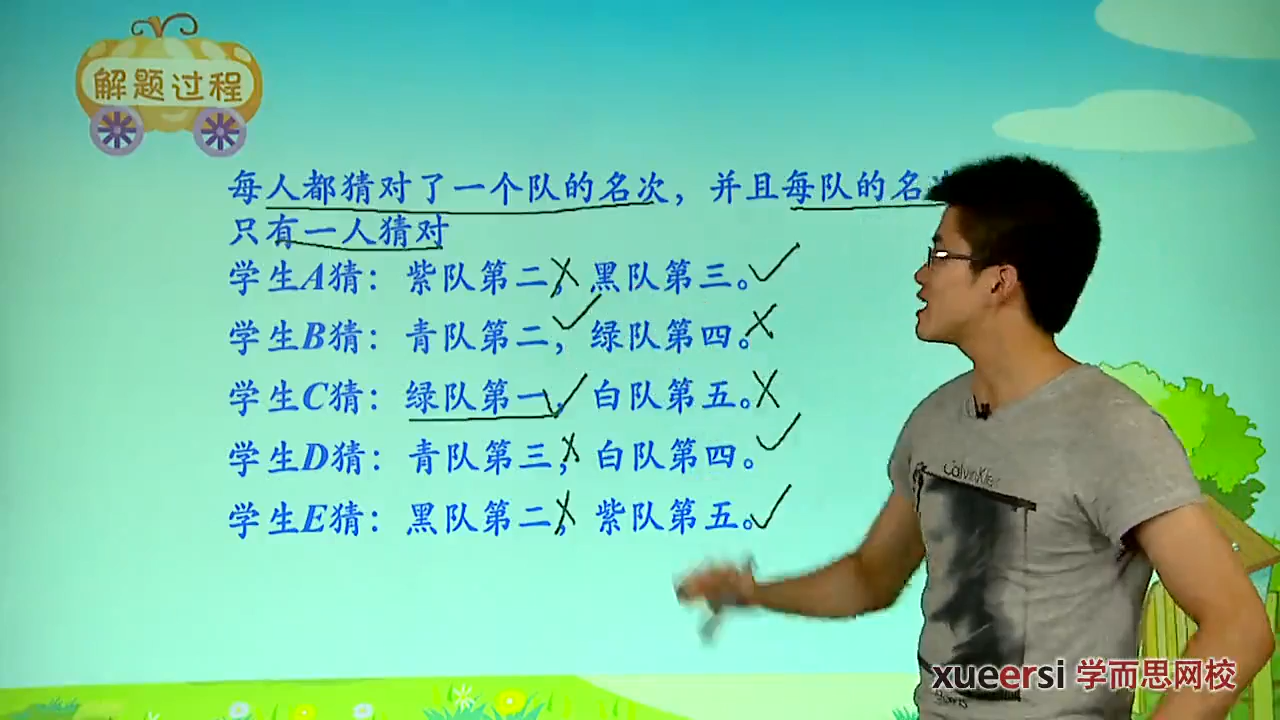 解题过程
每人都猜对了一个队的名次，并且每队的名
只有一人猜对
学生A猜：紫队第二，黑队第三。
学生B猜：青队第二，绿队第四。
学生C猜：绿队第一，白队第五。
学生D猜：青队第三，白队第四。
学生E猜：黑队第二，紫队第五。
Calvin Klein
xueersi 学而思网校